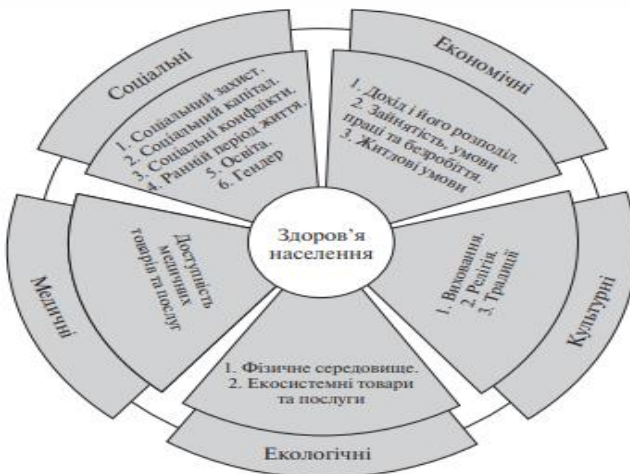 Соціальні
1. Соціальний захист.
2. Соціальний капітал.
3. Соціальні конфлікти.
4. Ранній період життя.
5. Освіта.
6. Гендер
Економічні
1. Дохід і його розподіл.
2. Зайнятість, умови
праці та безробіття.
3. Житлові умови
Здоров’я
населення
Медичні
Доступність
медичних
товарів та послуг
Культурні
1. Виховання.
2. Релігія.
3. Традиції
1. Фізичне середовище.
2. Екосистемні товари
та послуги
Екологічні